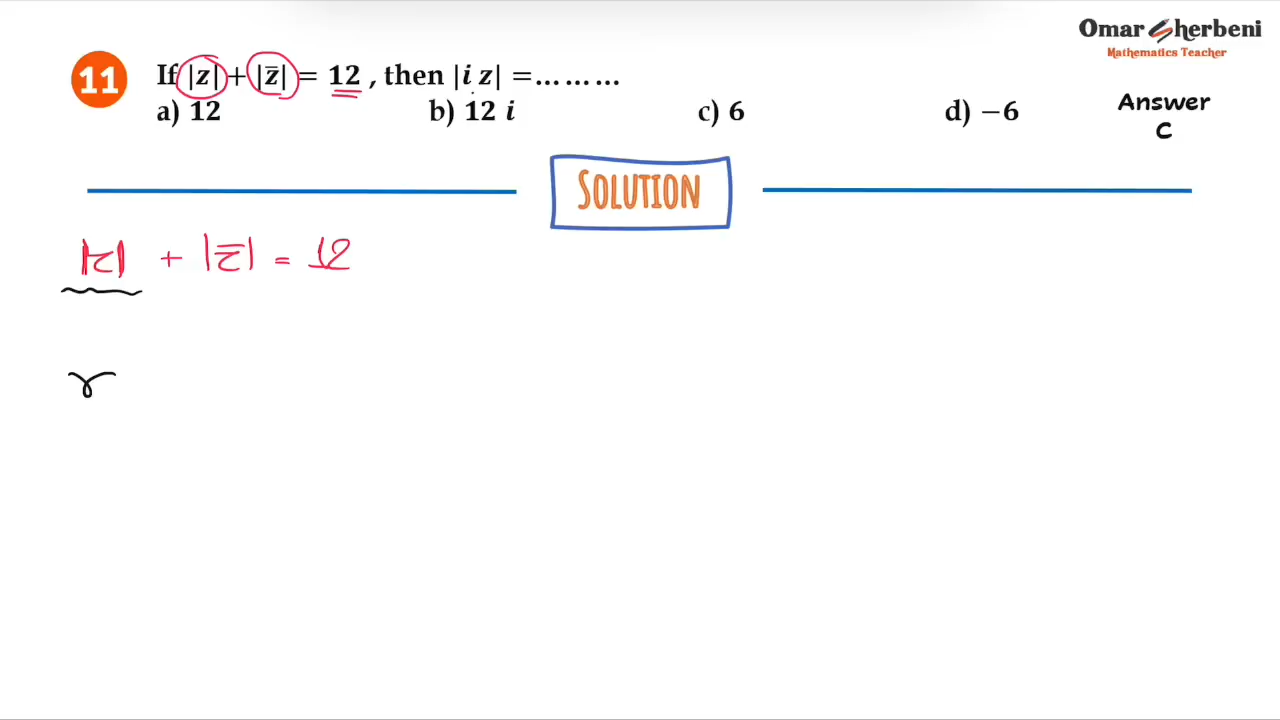 Omar Sherbeni
Mathematics Teacher
11 If |z| + |z̅| = 12 , then |i z| = … … …
a) 12 b) 12 i c) 6 d) −6
Answer
C
SOLUTION
|z| + |z̅| = 12
r